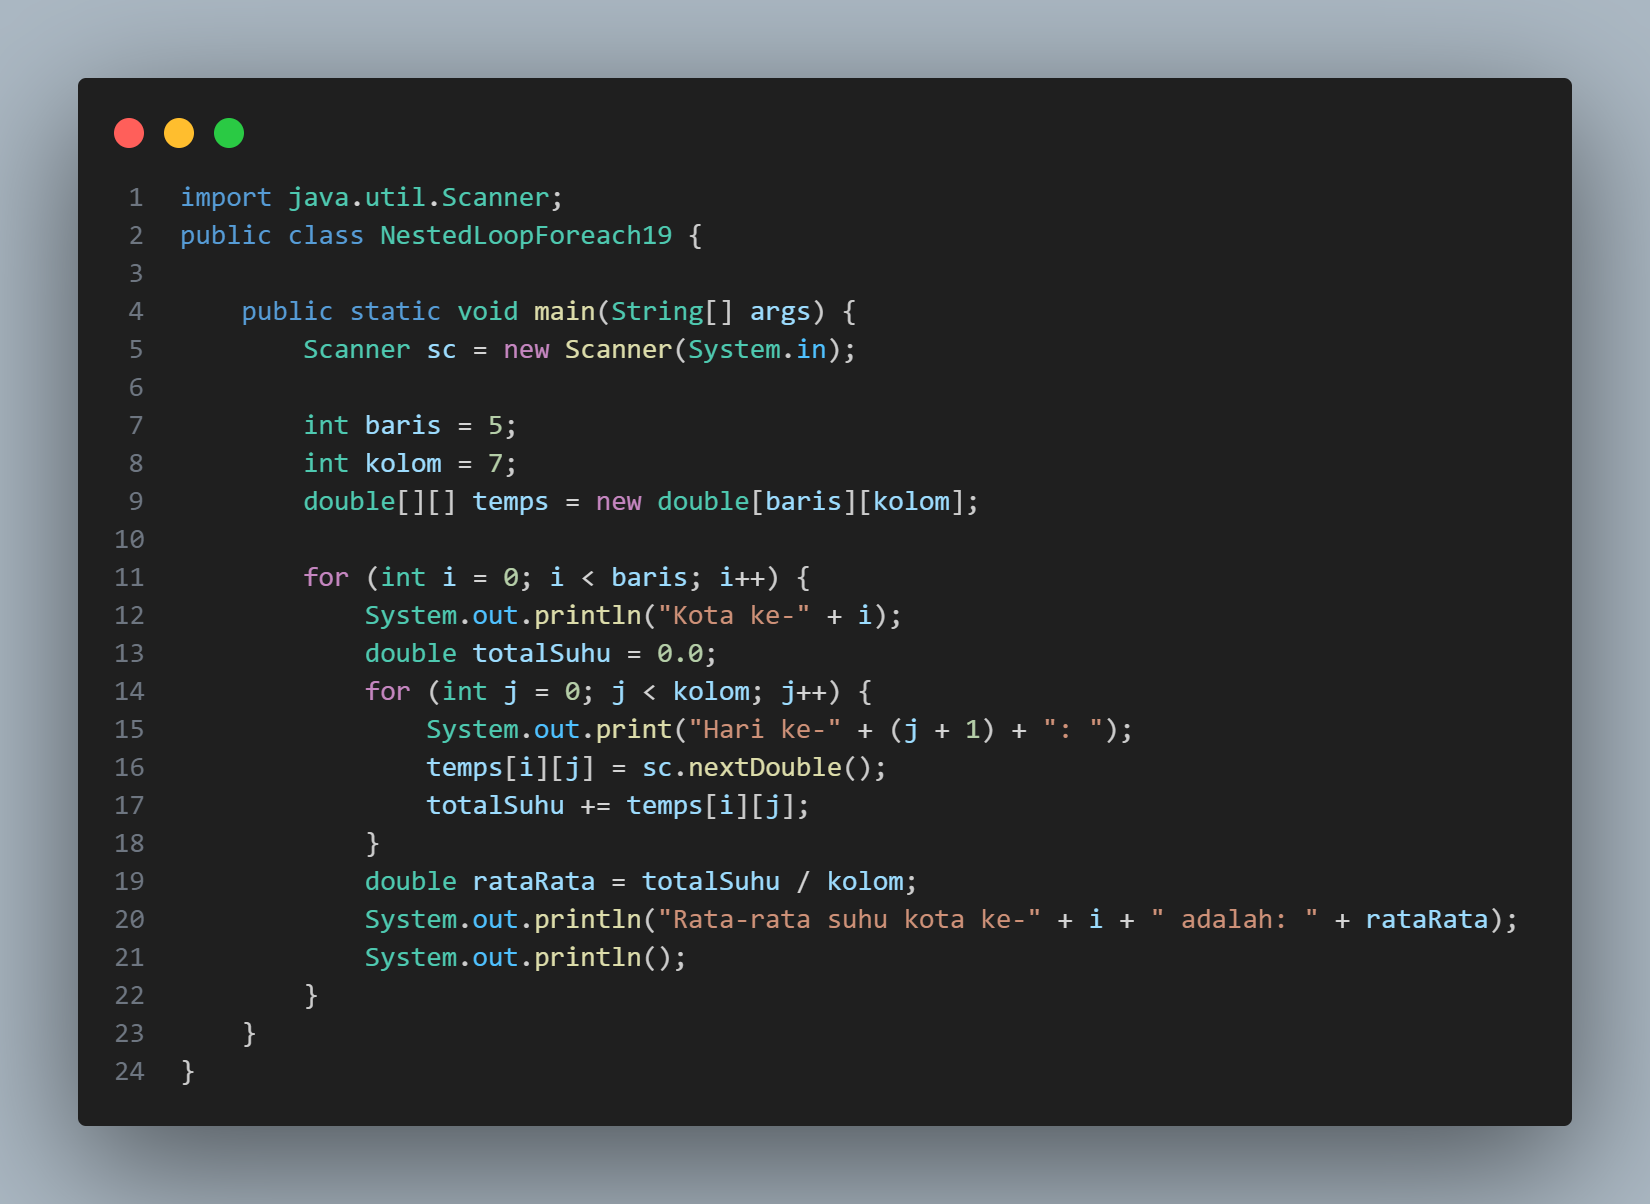 1 import java.util.Scanner;
2 public class NestedLoopForeach19 {
3
4     public static void main(String[] args) {
5         Scanner sc = new Scanner(System.in);
6
7         int baris = 5;
8         int kolom = 7;
9         double[][] temps = new double[baris][kolom];
10
11         for (int i = 0; i < baris; i++) {
12             System.out.println("Kota ke-" + i);
13             double totalSuhu = 0.0;
14             for (int j = 0; j < kolom; j++) {
15                 System.out.print("Hari ke-" + (j + 1) + ": ");
16                 temps[i][j] = sc.nextDouble();
17                 totalSuhu += temps[i][j];
18             }
19             double rataRata = totalSuhu / kolom;
20             System.out.println("Rata-rata suhu kota ke-" + i + " adalah: " + rataRata);
21             System.out.println();
22         }
23     }
24 }